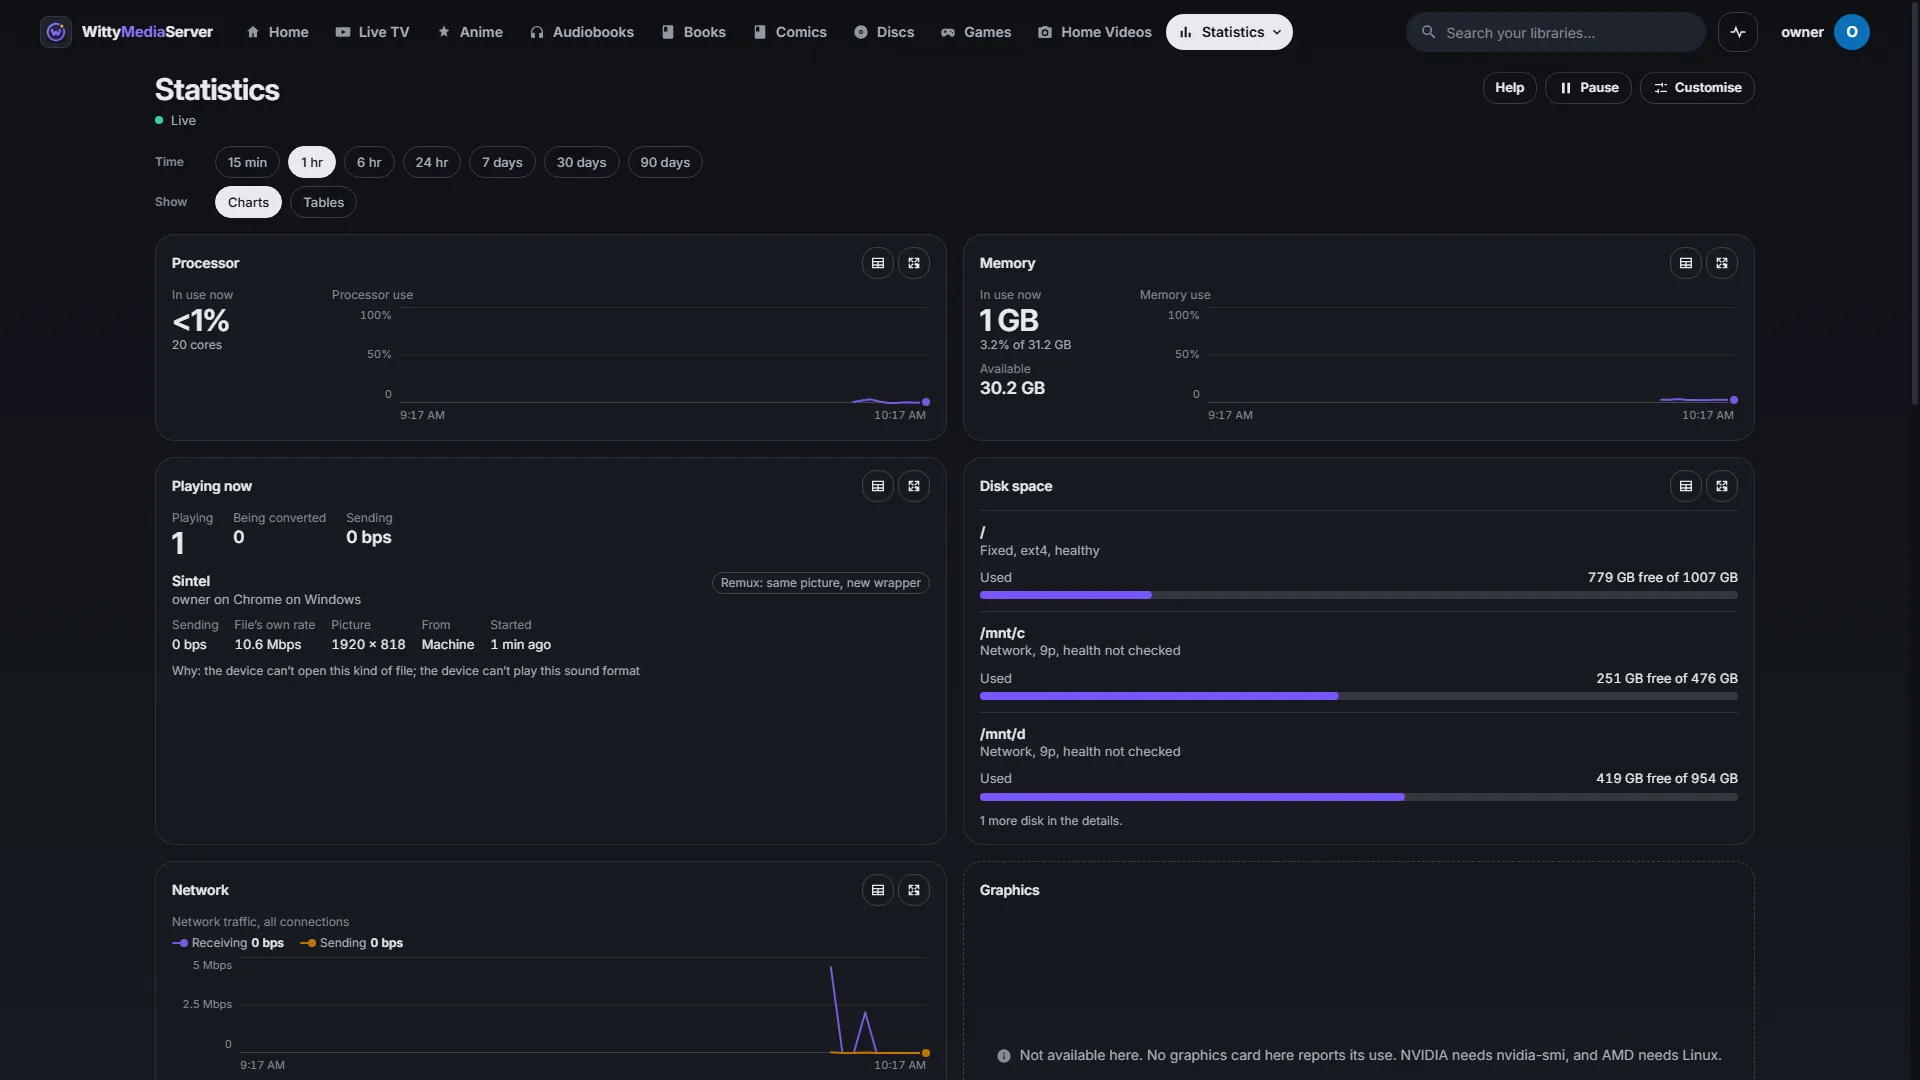 WittyMediaServer
Home
Live TV
Anime
Audiobooks
Books
Comics
Discs
Games
Home Videos
Statistics
Search your libraries...
owner
O
Statistics
Live
Help
Pause
Customise
Time
15 min
1 hr
6 hr
24 hr
7 days
30 days
90 days
Show
Charts
Tables
Processor
In use now
<1%
20 cores
Processor use
100%
50%
0
9:17 AM
10:17 AM
Memory
In use now
1 GB
3.2% of 31.2 GB
Available
30.2 GB
Memory use
100%
50%
0
9:17 AM
10:17 AM
Playing now
Playing
1
Being converted
0
Sending
0 bps
Sintel
owner on Chrome on Windows
Remux: same picture, new wrapper
Sending
0 bps
File’s own rate
10.6 Mbps
Picture
1920 × 818
From
Machine
Started
1 min ago
Why: the device can’t open this kind of file; the device can’t play this sound format
Disk space
/
Fixed, ext4, healthy
Used
779 GB free of 1007 GB
/mnt/c
Network, 9p, health not checked
Used
251 GB free of 476 GB
/mnt/d
Network, 9p, health not checked
Used
419 GB free of 954 GB
1 more disk in the details.
Network
Network traffic, all connections
Receiving 0 bps
Sending 0 bps
5 Mbps
2.5 Mbps
0
9:17 AM
10:17 AM
Graphics
Not available here. No graphics card here reports its use. NVIDIA needs nvidia-smi, and AMD needs Linux.